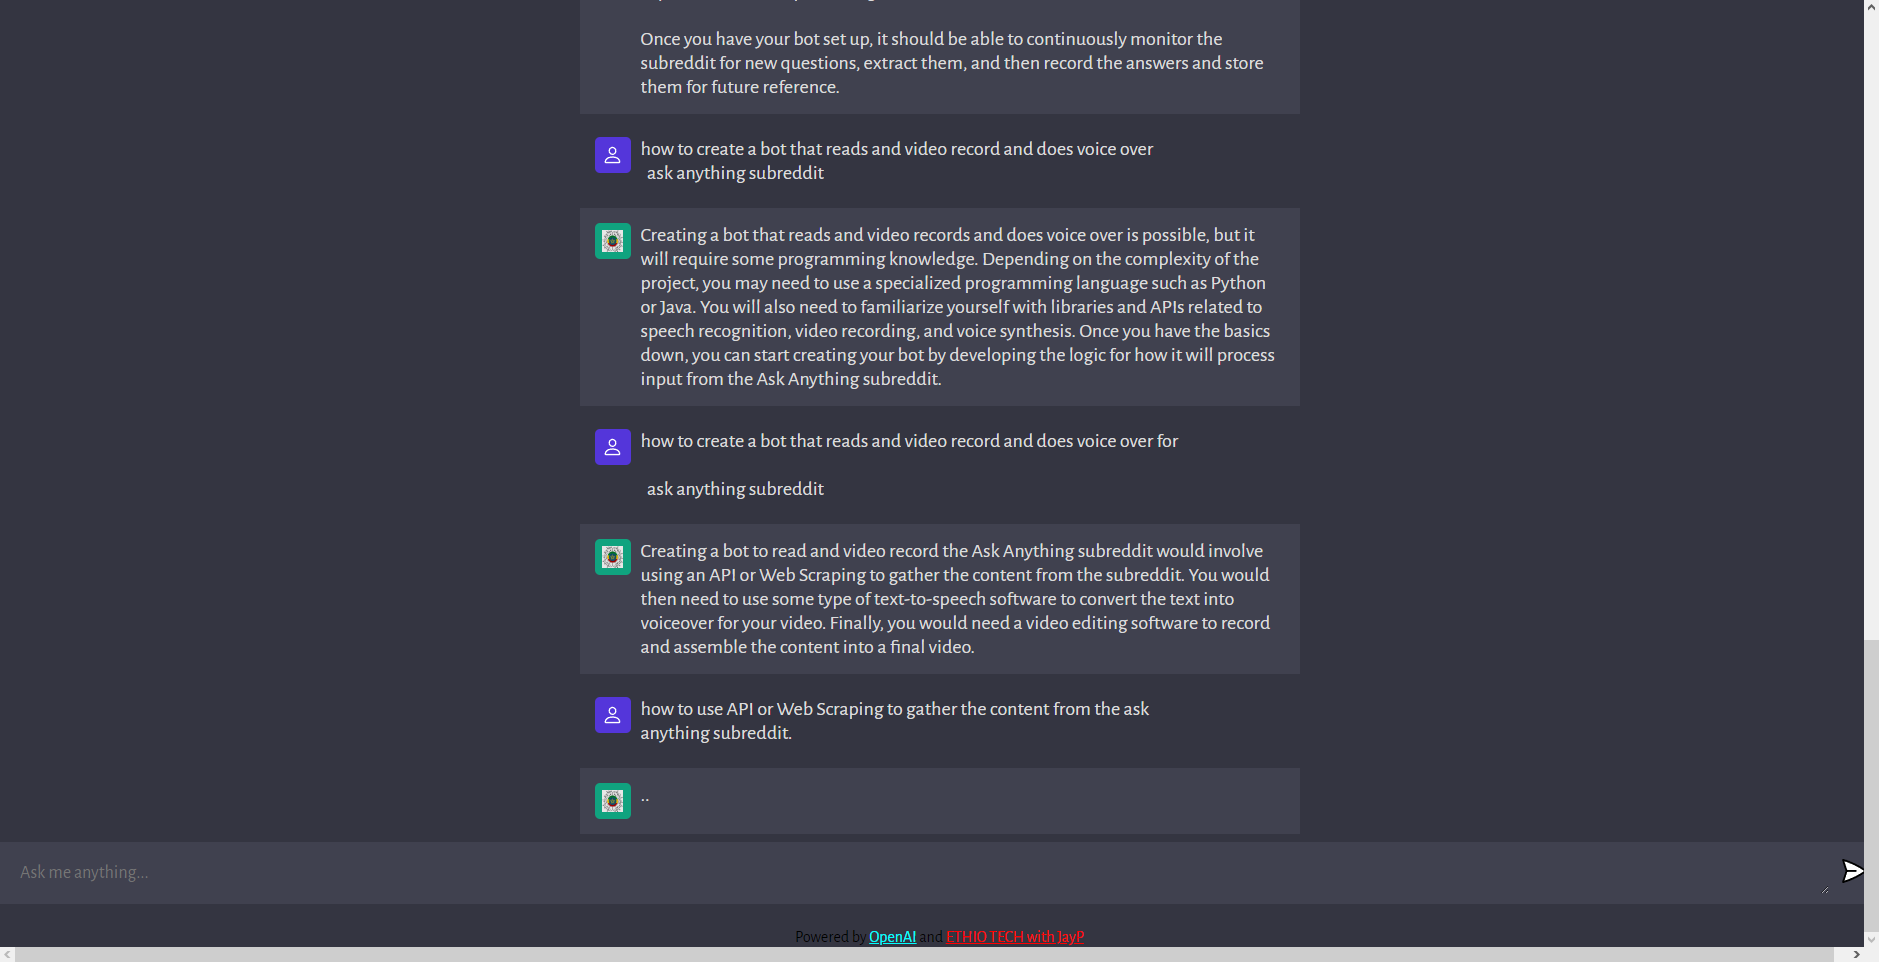 Once you have your bot set up, it should be able to continuously monitor the
subreddit for new questions, extract them, and then record the answers and store
them for future reference.
how to create a bot that reads and video record and does voice over
ask anything subreddit
Creating a bot that reads and video records and does voice over is possible, but it
will require some programming knowledge. Depending on the complexity of the
project, you may need to use a specialized programming language such as Python
or Java. You will also need to familiarize yourself with libraries and APIs related to
speech recognition, video recording, and voice synthesis. Once you have the basics
down, you can start creating your bot by developing the logic for how it will process
input from the Ask Anything subreddit.
how to create a bot that reads and video record and does voice over for
ask anything subreddit
Creating a bot to read and video record the Ask Anything subreddit would involve
using an API or Web Scraping to gather the content from the subreddit. You would
then need to use some type of text-to-speech software to convert the text into
voiceover for your video. Finally, you would need a video editing software to record
and assemble the content into a final video.
how to use API or Web Scraping to gather the content from the ask
anything subreddit.
..
Ask me anything...
Powered by OpenAI and ETHIO TECH with JayP